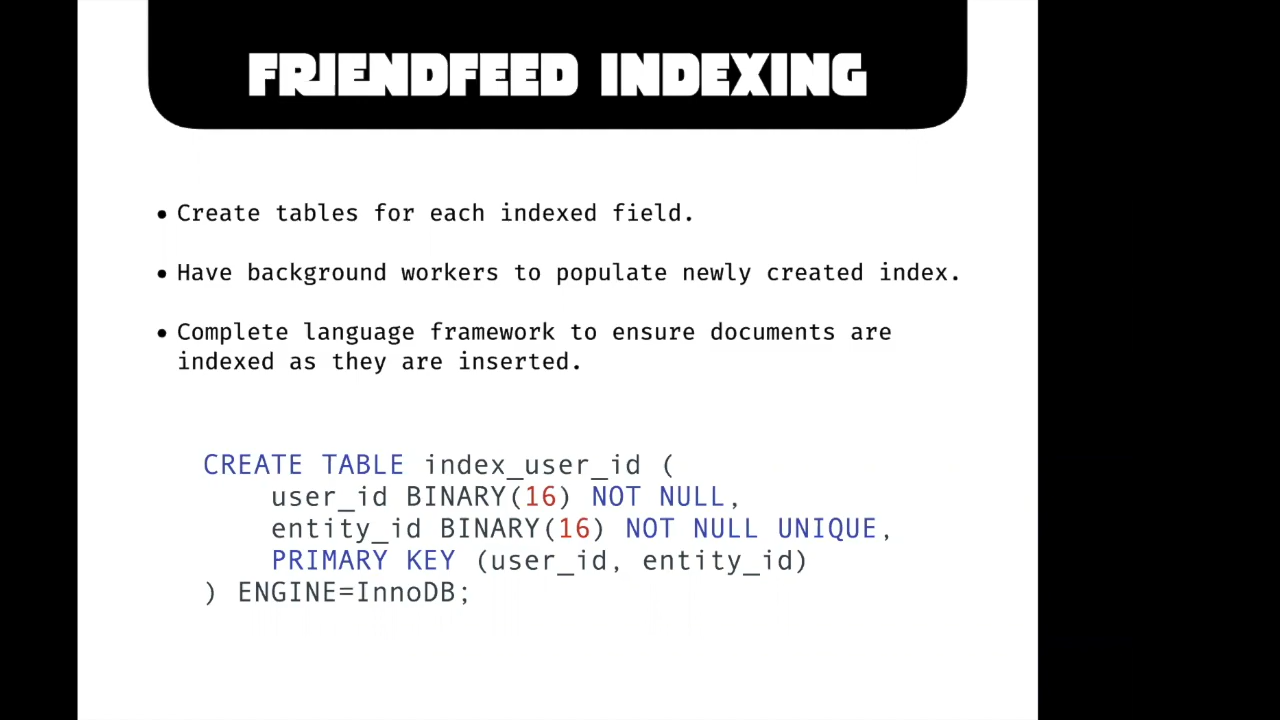 FRIENDFEED INDEXING
• Create tables for each indexed field.
• Have background workers to populate newly created index.
• Complete language framework to ensure documents are
indexed as they are inserted.
CREATE TABLE index_user_id (
    user_id BINARY(16) NOT NULL,
    entity_id BINARY(16) NOT NULL UNIQUE,
    PRIMARY KEY (user_id, entity_id)
) ENGINE=InnoDB;